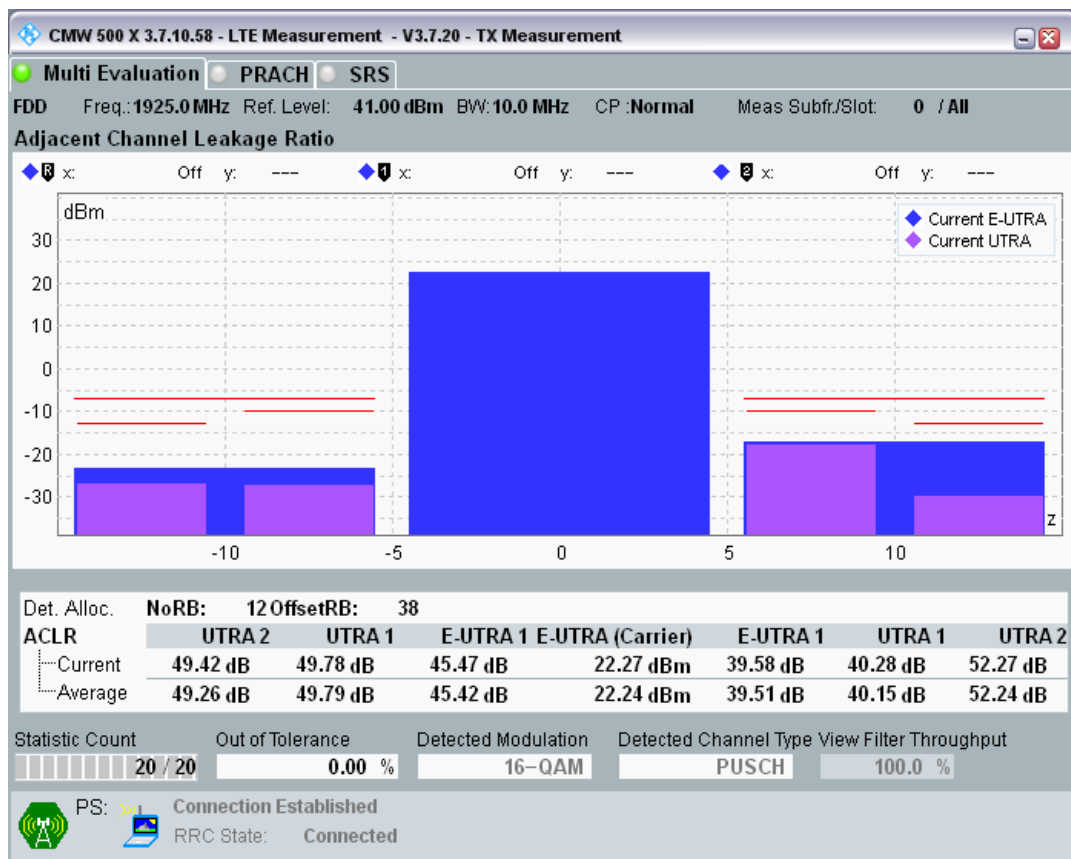 CMW 500 X 3.7.10.58 - LTE Measurement - V3.7.20 - TX Measurement
Multi Evaluation PRACH SRS
FDD Freq.:1925.0 MHz Ref. Level: 41.00 dBm BW:10.0 MHz CP :Normal Meas Subfr./Slot: 0 / All
Adjacent Channel Leakage Ratio
R x: Off y: --- 1 x: Off y: --- 2 x: Off y: ---
dBm
Current E-UTRA
Current UTRA
30
20
10
0
-10
-20
-30
z
-10 -5 0 5 10
Det. Alloc. NoRB: 12 OffsetRB: 38
ACLR UTRA 2 UTRA 1 E-UTRA 1 E-UTRA (Carrier) E-UTRA 1 UTRA 1 UTRA 2
Current 49.42 dB 49.78 dB 45.47 dB 22.27 dBm 39.58 dB 40.28 dB 52.27 dB
Average 49.26 dB 49.79 dB 45.42 dB 22.24 dBm 39.51 dB 40.15 dB 52.24 dB
Statistic Count Out of Tolerance Detected Modulation Detected Channel Type View Filter Throughput
20 / 20 0.00 % 16-QAM PUSCH 100.0 %
PS: Connection Established
RRC State: Connected